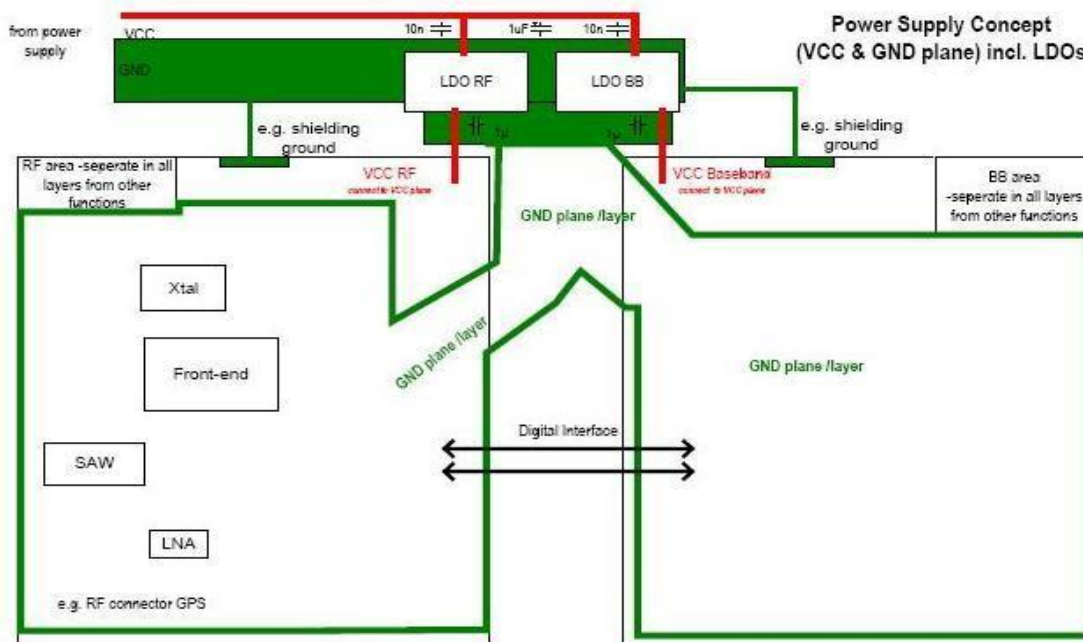 Power Supply Concept
(VCC & GND plane) incl. LDOs
from power
supply
VCC
GND
10n
1uF
10n
LDO RF
LDO BB
1µ
1µ
e.g. shielding
ground
e.g. shielding
ground
RF area -seperate in all
layers from other
functions
VCC RF
connect to VCC plane
VCC Baseband
connect to VCC plane
BB area
-seperate in all layers
from other functions
GND plane /layer
Xtal
GND plane /layer
Front-end
GND plane /layer
Digital Interface
SAW
LNA
e.g. RF connector GPS